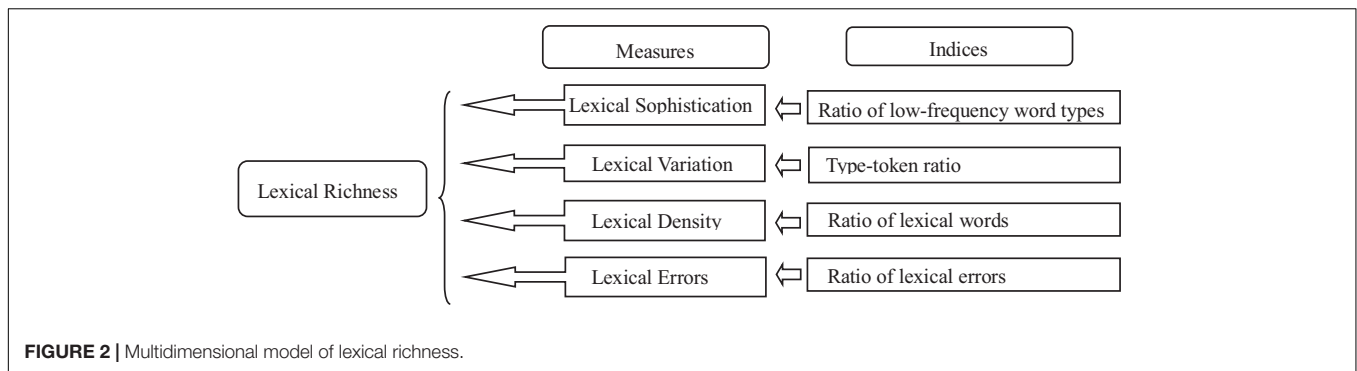 Measures Indices
Lexical Sophistication Ratio of low-frequency word types
Lexical Variation Type-token ratio
Lexical Richness
Lexical Density Ratio of lexical words
Lexical Errors Ratio of lexical errors
FIGURE 2 | Multidimensional model of lexical richness.